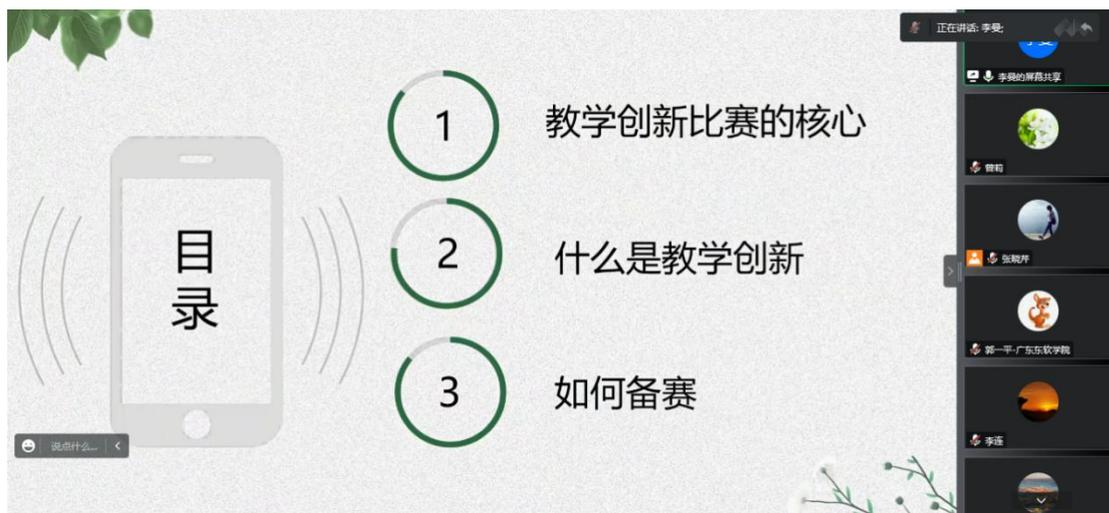 正在讲话: 李旻;
李旻的屏幕共享
目录
1
教学创新比赛的核心
2
什么是教学创新
3
如何备赛
曾莉
张晓芹
郭一平-广东东软学院
李莲
说点什么...